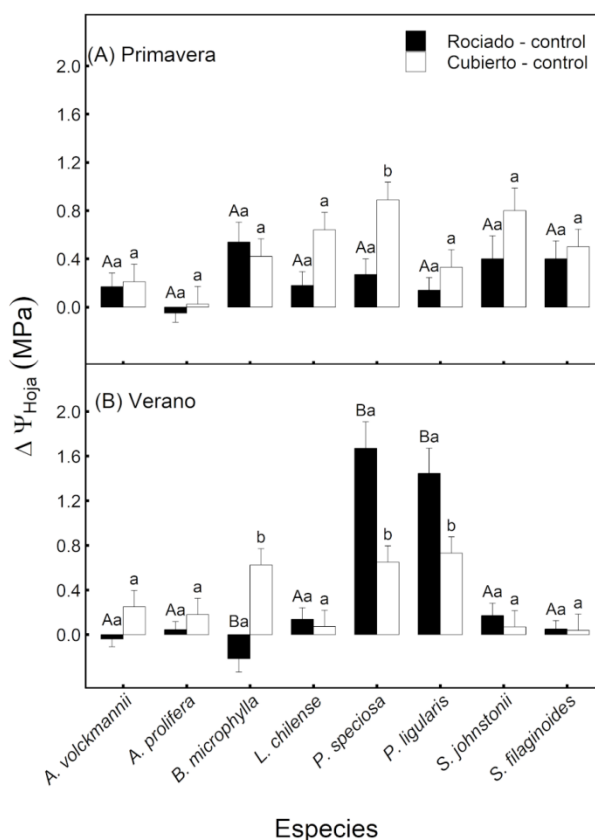 (A) Primavera
Rociado - control
Cubierto - control
2.0
1.6
1.2
0.8
0.4
0.0
Aa a Aa a Aa a Aa a Aa b Aa a Aa a Aa a
Δ Ψ Hoja (MPa)
(B) Verano
2.0
1.6
1.2
0.8
0.4
0.0
Aa a Aa a Ba b Aa a Ba b Ba b Aa a Aa a
A. volckmannii
A. prolifera
B. microphylla
L. chilense
P. speciosa
P. ligularis
S. johnstonii
S. filaginoides
Especies